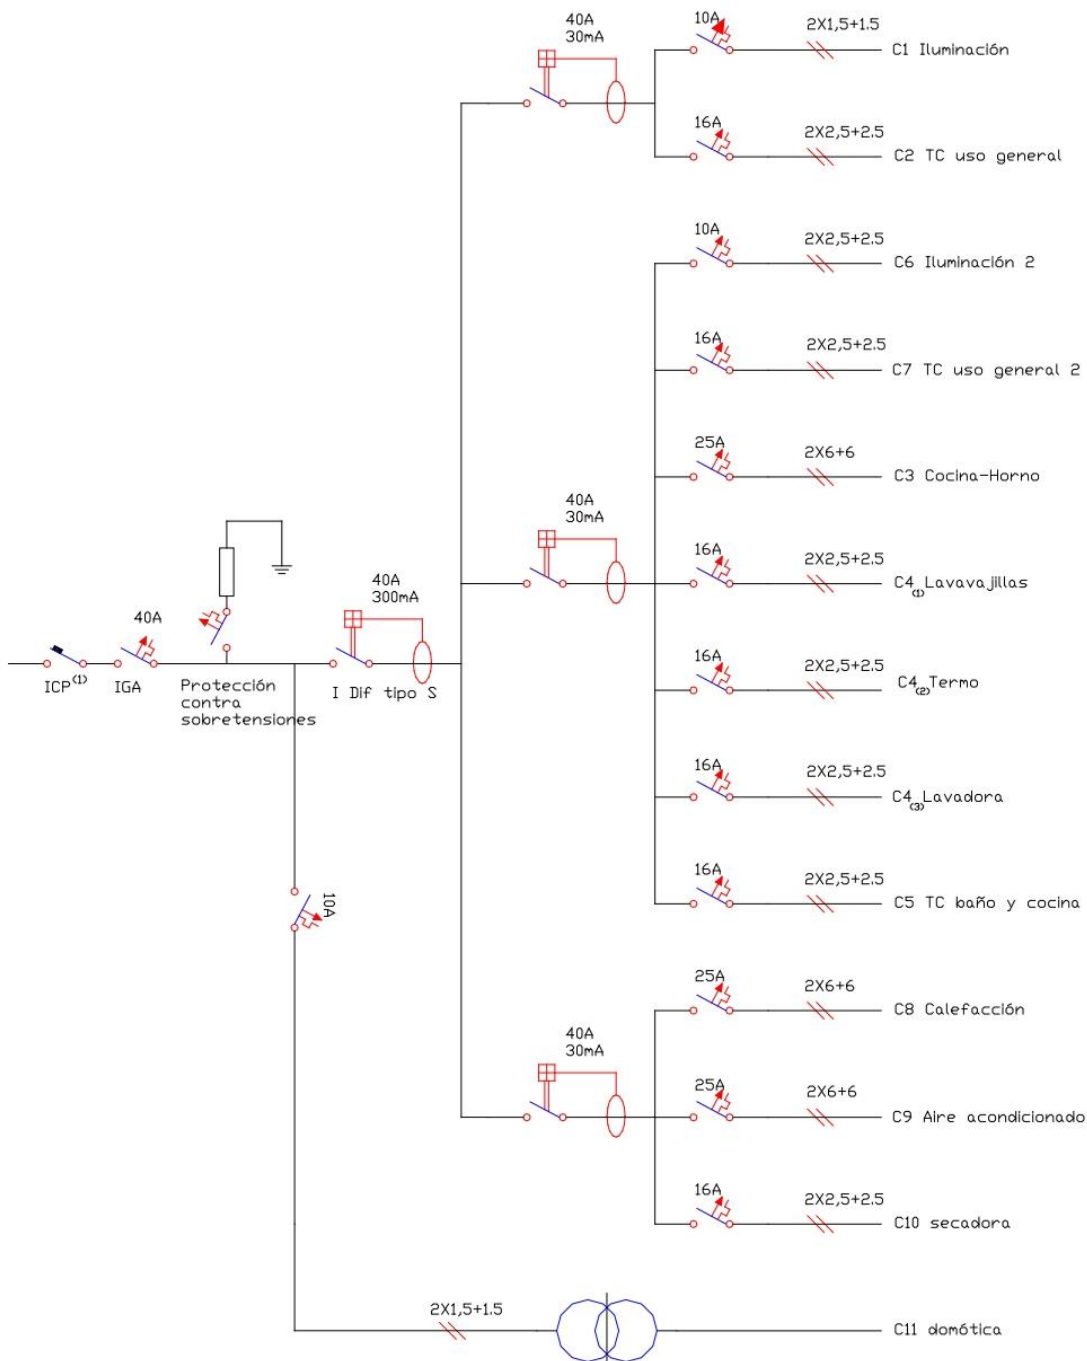 40A
30mA
10A
2X1,5+1.5
C1 Iluminación
16A
2X2,5+2.5
C2 TC uso general
10A
2X2,5+2.5
C6 Iluminación 2
16A
2X2,5+2.5
C7 TC uso general 2
25A
2X6+6
C3 Cocina-Horno
40A
30mA
16A
2X2,5+2.5
C4(1)Lavavajillas
40A
300mA
40A
ICP(1)
IGA
Protección
contra
sobretensiones
I Dif tipo S
16A
2X2,5+2.5
C4(2)Termo
16A
2X2,5+2.5
C4(3)Lavadora
16A
2X2,5+2.5
C5 TC baño y cocina
10A
25A
2X6+6
C8 Calefacción
40A
30mA
25A
2X6+6
C9 Aire acondicionado
16A
2X2,5+2.5
C10 secadora
2X1,5+1.5
C11 domótica